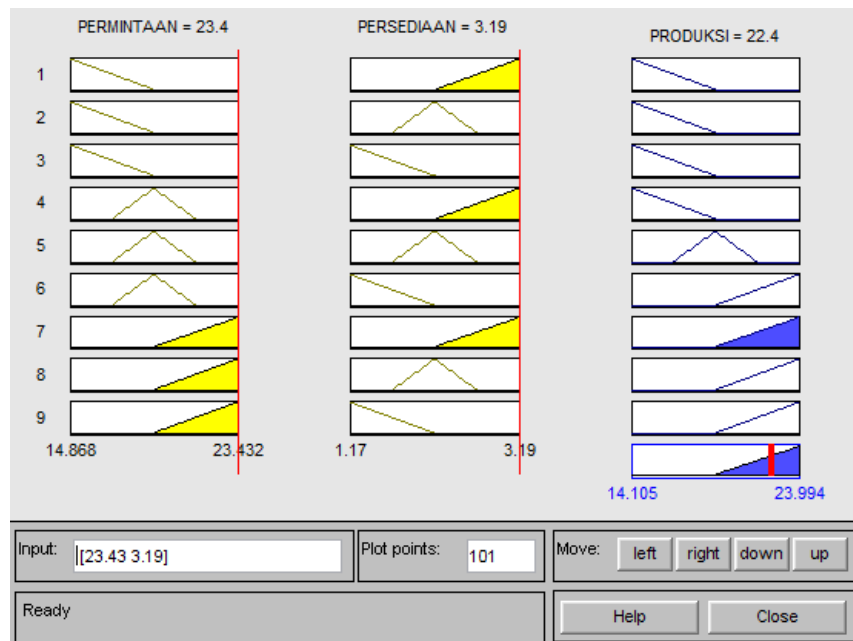 PERMINTAAN = 23.4
PERSEDIAAN = 3.19
PRODUKSI = 22.4
1
2
3
4
5
6
7
8
9
14.868
23.432
1.17
3.19
14.105
23.994
Input:
[23.43 3.19]
Plot points:
101
Move:
left
right
down
up
Ready
Help
Close